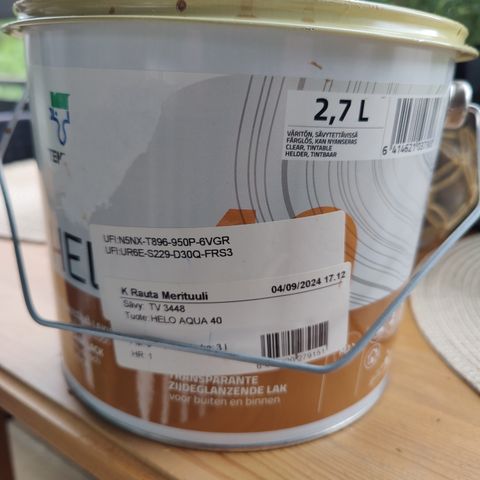 2,7 L
VÄRITÖN, SÄVYTETTÄVISSÄ
FÄRGLÖS, KAN NYANSERAS
CLEAR, TINTABLE
HELDER, TINTBAAR
UFI:N5NX-T896-950P-6VGR
UFI:UR6E-S229-D30Q-FRS3
K Rauta Merituuli 04/09/2024 17.12
Sävy: TV 3448
Tuote:HELO AQUA 40
3 l
HR: 1
TRANSPARANTE
ZIJDEGLANZENDE LAK
voor buiten en binnen